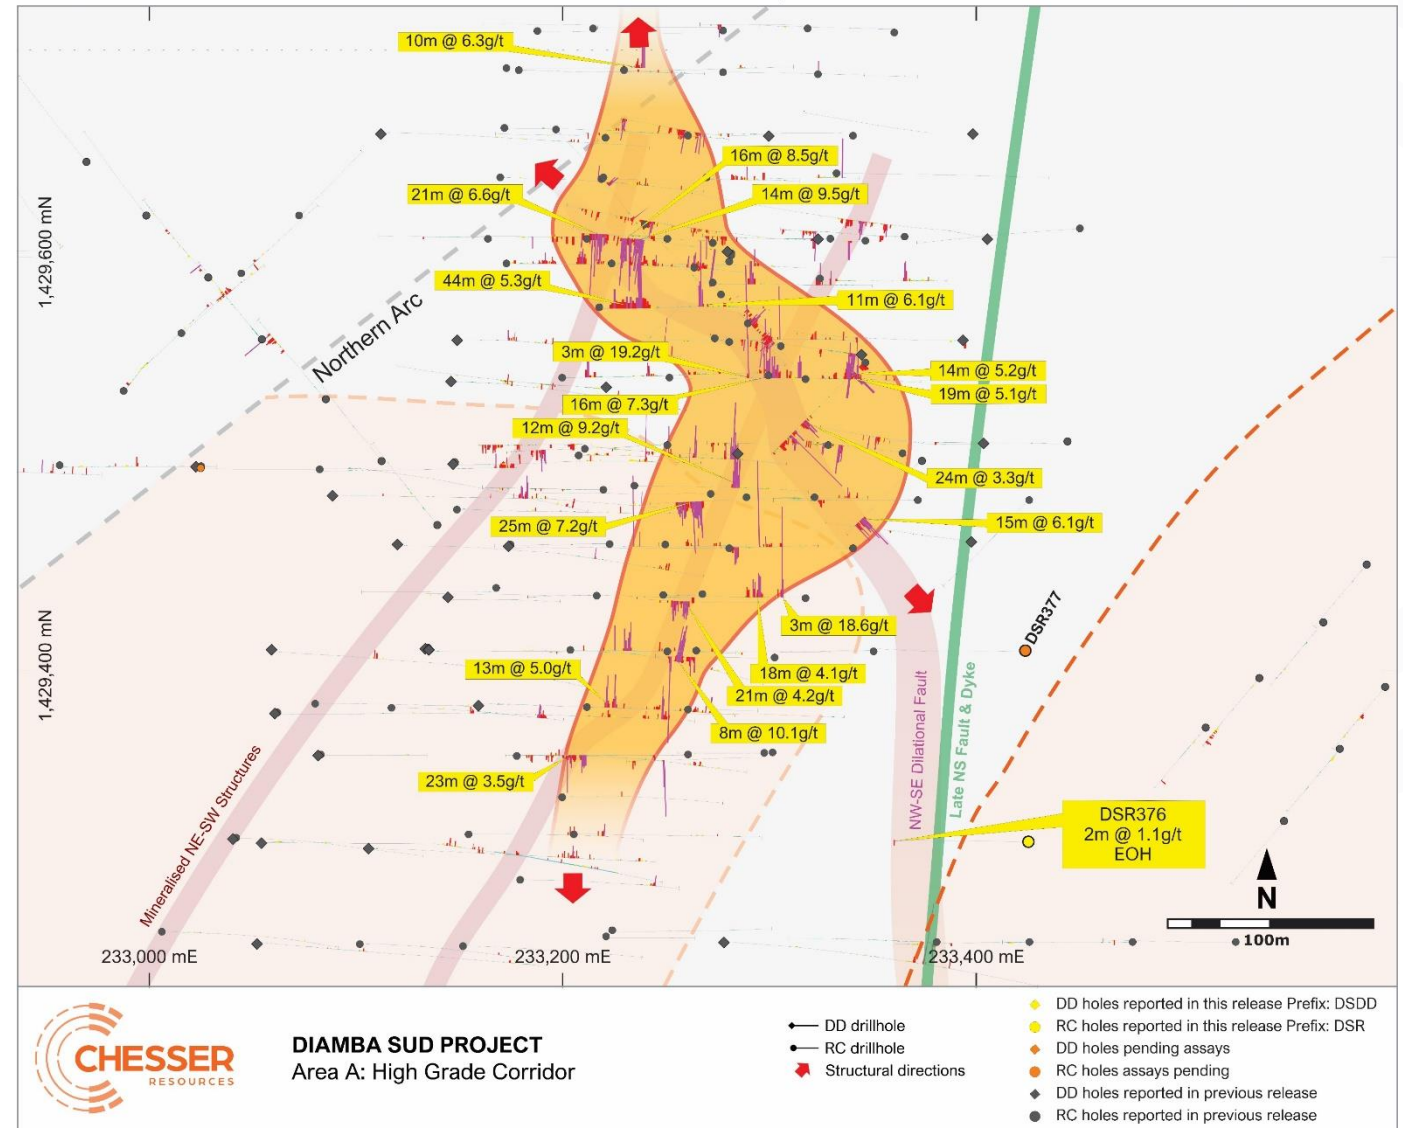 10m @ 6.3g/t
16m @ 8.5g/t
21m @ 6.6g/t
14m @ 9.5g/t
1,429,600 mN
44m @ 5.3g/t
11m @ 6.1g/t
Northern Arc
3m @ 19.2g/t
14m @ 5.2g/t
19m @ 5.1g/t
16m @ 7.3g/t
12m @ 9.2g/t
24m @ 3.3g/t
25m @ 7.2g/t
15m @ 6.1g/t
1,429,400 mN
DSR377
3m @ 18.6g/t
13m @ 5.0g/t
18m @ 4.1g/t
21m @ 4.2g/t
8m @ 10.1g/t
23m @ 3.5g/t
Mineralised NE-SW Structures
NW-SE Dilational Fault
Late NS Fault & Dyke
DSR376
2m @ 1.1g/t
EOH
N
100m
233,000 mE
233,200 mE
233,400 mE
CHESSER
RESOURCES
DIAMBA SUD PROJECT
Area A: High Grade Corridor
DD drillhole
RC drillhole
Structural directions
DD holes reported in this release Prefix: DSDD
RC holes reported in this release Prefix: DSR
DD holes pending assays
RC holes assays pending
DD holes reported in previous release
RC holes reported in previous release